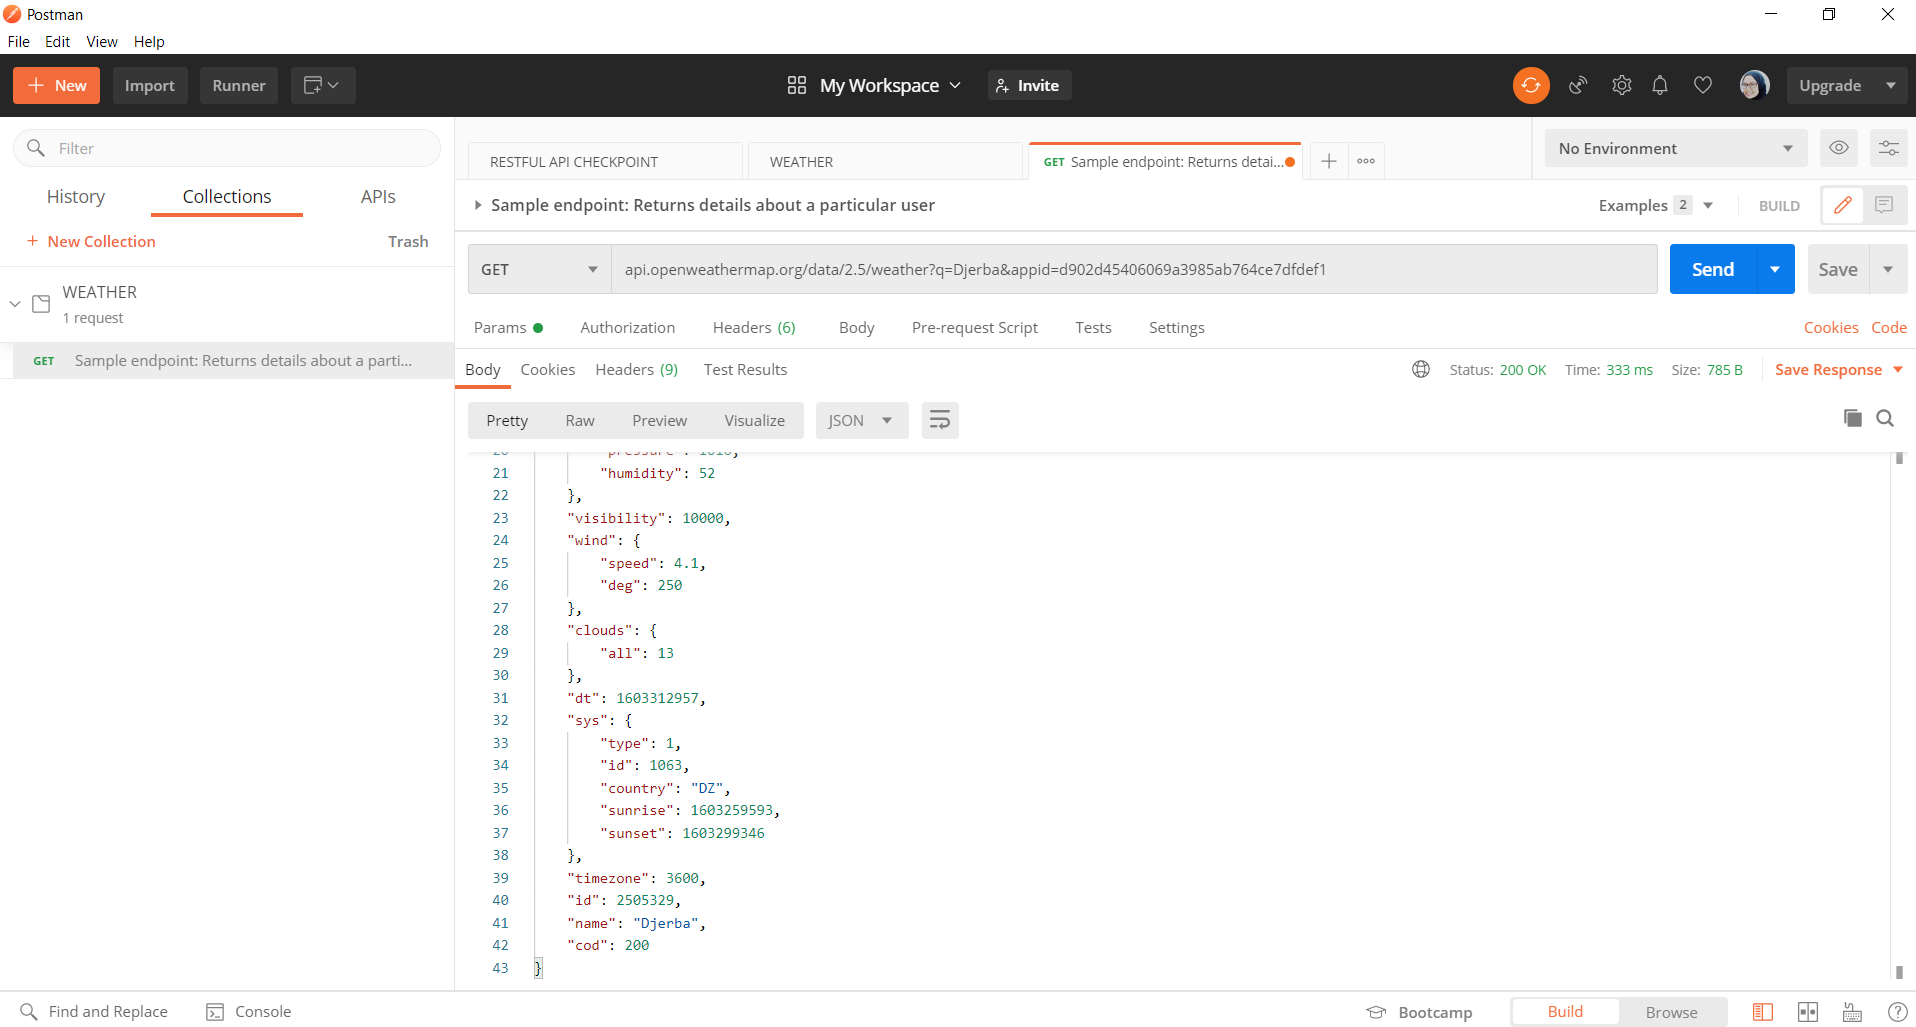 Postman
File Edit View Help
New Import Runner My Workspace Invite Upgrade
Filter
History Collections APIs
New Collection Trash
WEATHER
1 request
GET Sample endpoint: Returns details about a parti...
RESTFUL API CHECKPOINT WEATHER GET Sample endpoint: Returns detai... No Environment
Sample endpoint: Returns details about a particular user Examples 2 BUILD
GET api.openweathermap.org/data/2.5/weather?q=Djerba&appid=d902d45406069a3985ab764ce7dfdef1 Send Save
Params Authorization Headers (6) Body Pre-request Script Tests Settings Cookies Code
Body Cookies Headers (9) Test Results Status: 200 OK Time: 333 ms Size: 785 B Save Response
Pretty Raw Preview Visualize JSON
21 "humidity": 52
22 },
23 "visibility": 10000,
24 "wind": {
25 "speed": 4.1,
26 "deg": 250
27 },
28 "clouds": {
29 "all": 13
30 },
31 "dt": 1603312957,
32 "sys": {
33 "type": 1,
34 "id": 1063,
35 "country": "DZ",
36 "sunrise": 1603259593,
37 "sunset": 1603299346
38 },
39 "timezone": 3600,
40 "id": 2505329,
41 "name": "Djerba",
42 "cod": 200
43 }
Find and Replace Console Bootcamp Build Browse